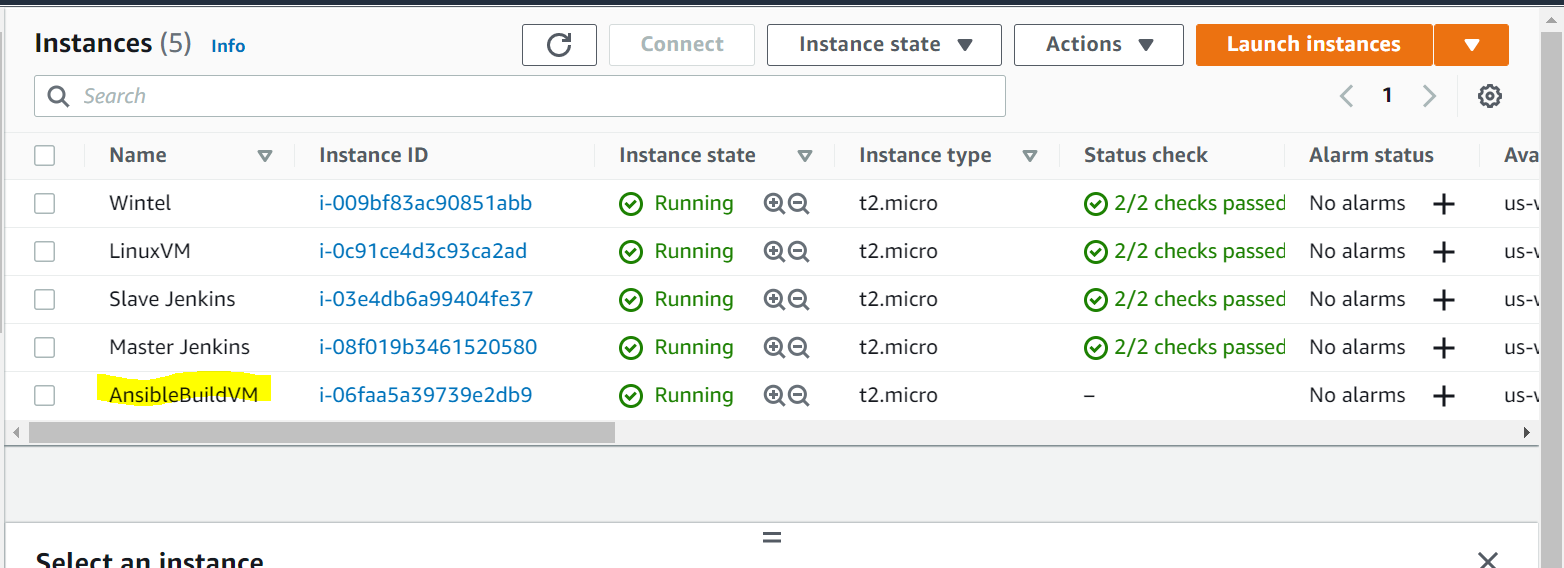 Instances (5) Info Connect Instance state Actions Launch instances
Search 1
Name Instance ID Instance state Instance type Status check Alarm status Ava
Wintel i-009bf83ac90851abb Running t2.micro 2/2 checks passed No alarms us-w
LinuxVM i-0c91ce4d3c93ca2ad Running t2.micro 2/2 checks passed No alarms us-w
Slave Jenkins i-03e4db6a99404fe37 Running t2.micro 2/2 checks passed No alarms us-w
Master Jenkins i-08f019b3461520580 Running t2.micro 2/2 checks passed No alarms us-w
AnsibleBuildVM i-06faa5a39739e2db9 Running t2.micro – No alarms us-w
Select an instance